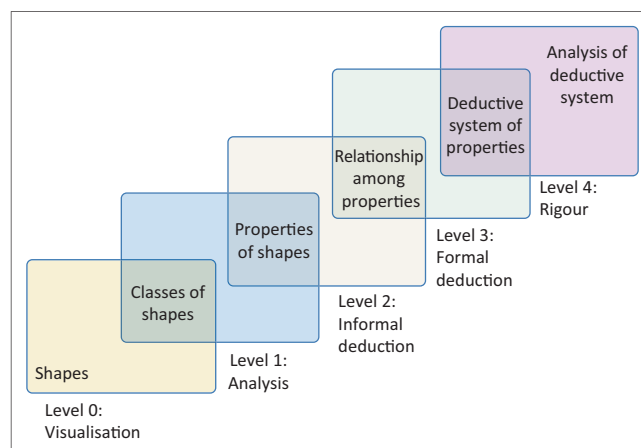 Analysis of
deductive
system
Deductive
system of
properties
Level 4:
Rigour
Relationship
among
properties
Level 3:
Formal
deduction
Properties
of shapes
Level 2:
Informal
deduction
Classes of
shapes
Level 1:
Analysis
Shapes
Level 0:
Visualisation